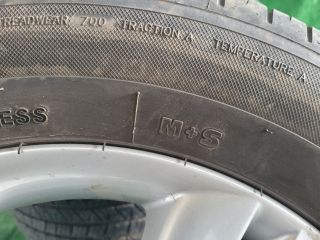 TREADWEAR 700 TRACTION A TEMPERATURE A
ESS
M+S